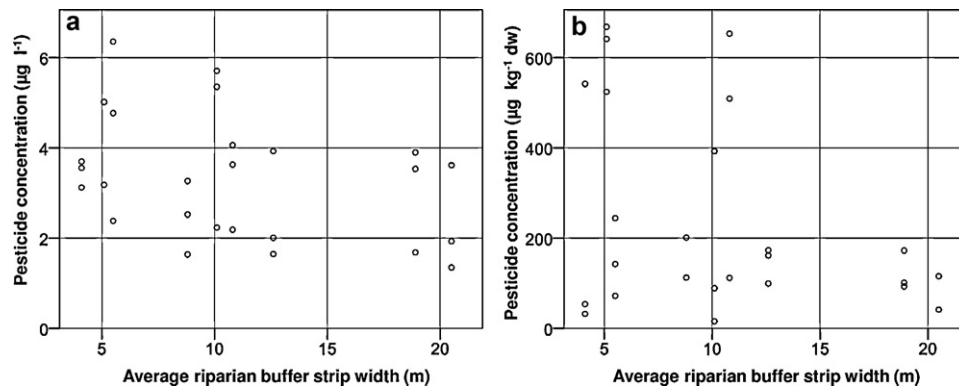 a
Pesticide concentration (µg l⁻¹)
6
4
2
0
5 10 15 20
Average riparian buffer strip width (m)
b
Pesticide concentration (µg kg⁻¹ dw)
600
400
200
0
5 10 15 20
Average riparian buffer strip width (m)